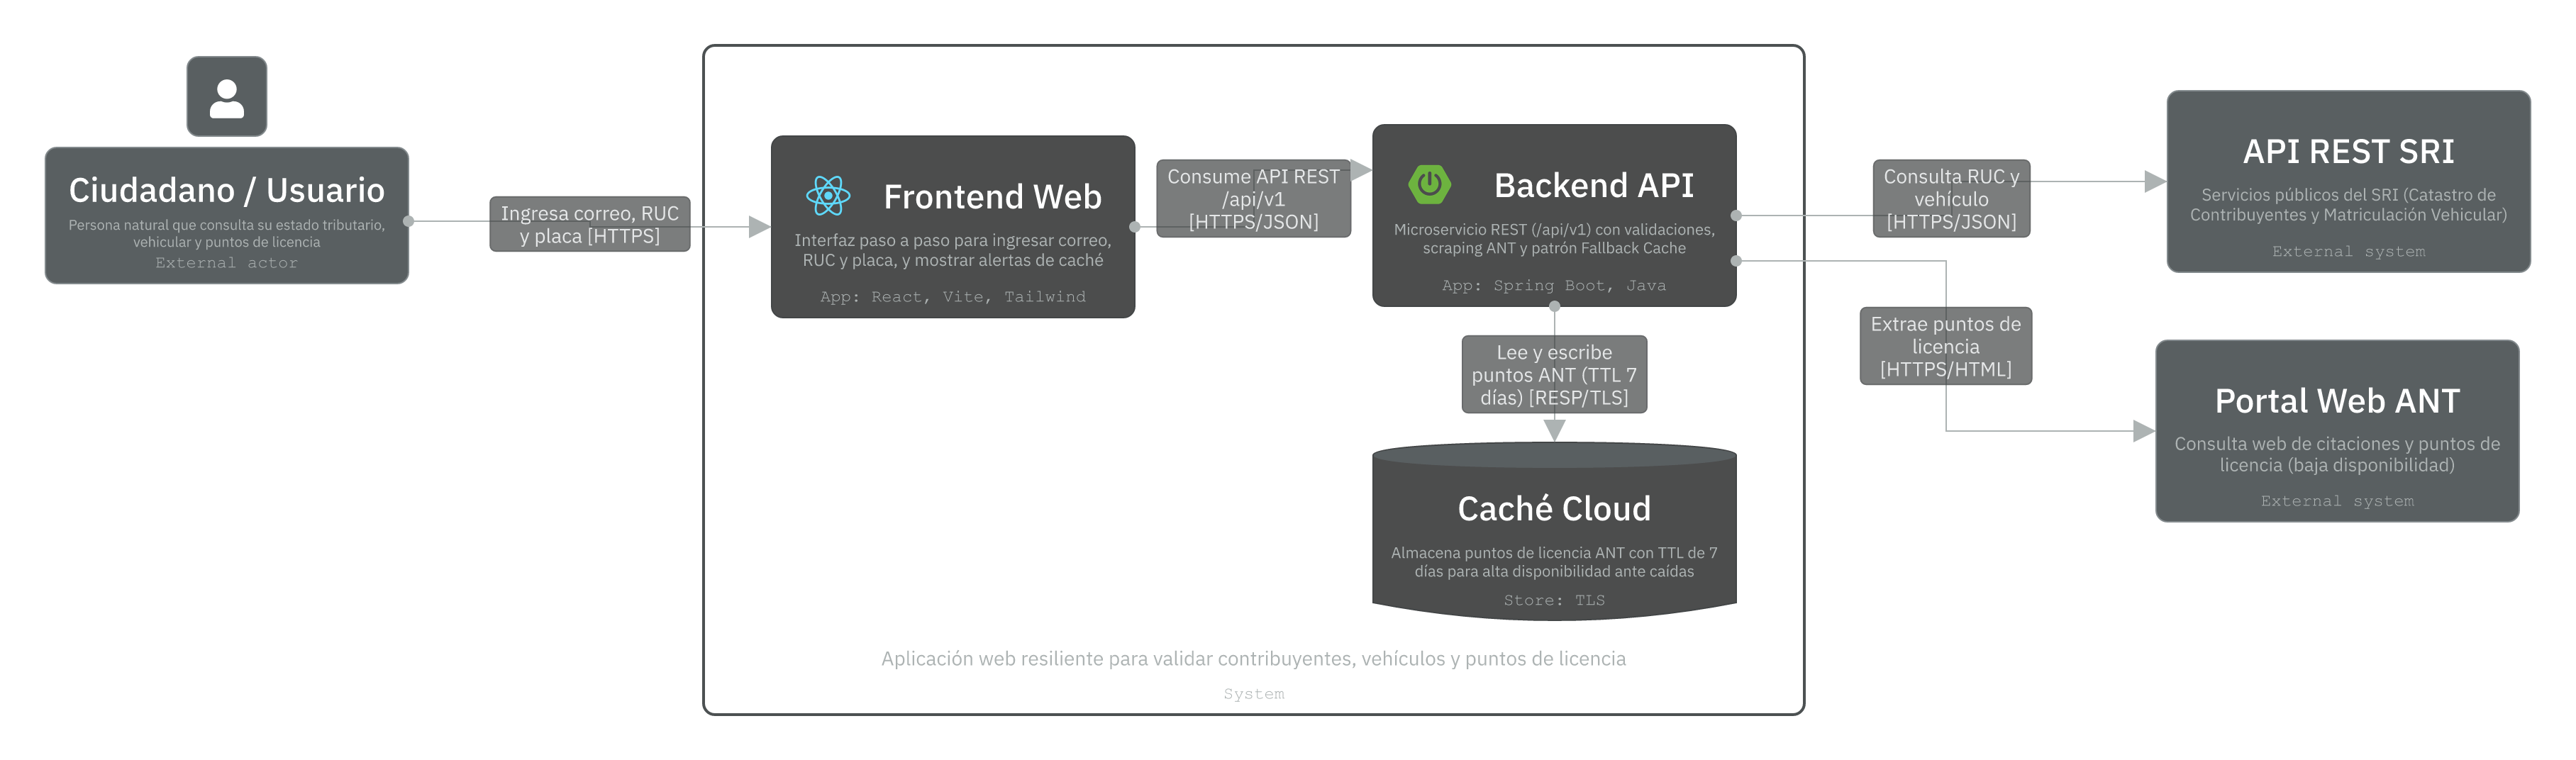 Ciudadano / Usuario
Persona natural que consulta su estado tributario,
vehicular y puntos de licencia
External actor
Ingresa correo, RUC
y placa [HTTPS]
Frontend Web
Interfaz paso a paso para ingresar correo,
RUC y placa, y mostrar alertas de caché
App: React, Vite, Tailwind
Consume API REST
/api/v1
[HTTPS/JSON]
Backend API
Microservicio REST (/api/v1) con validaciones,
scraping ANT y patrón Fallback Cache
App: Spring Boot, Java
Lee y escribe
puntos ANT (TTL 7
días) [RESP/TLS]
Caché Cloud
Almacena puntos de licencia ANT con TTL de 7
días para alta disponibilidad ante caídas
Store: TLS
Aplicación web resiliente para validar contribuyentes, vehículos y puntos de licencia
System
Consulta RUC y
vehículo
[HTTPS/JSON]
Extrae puntos de
licencia
[HTTPS/HTML]
API REST SRI
Servicios públicos del SRI (Catastro de
Contribuyentes y Matriculación Vehicular)
External system
Portal Web ANT
Consulta web de citaciones y puntos de
licencia (baja disponibilidad)
External system